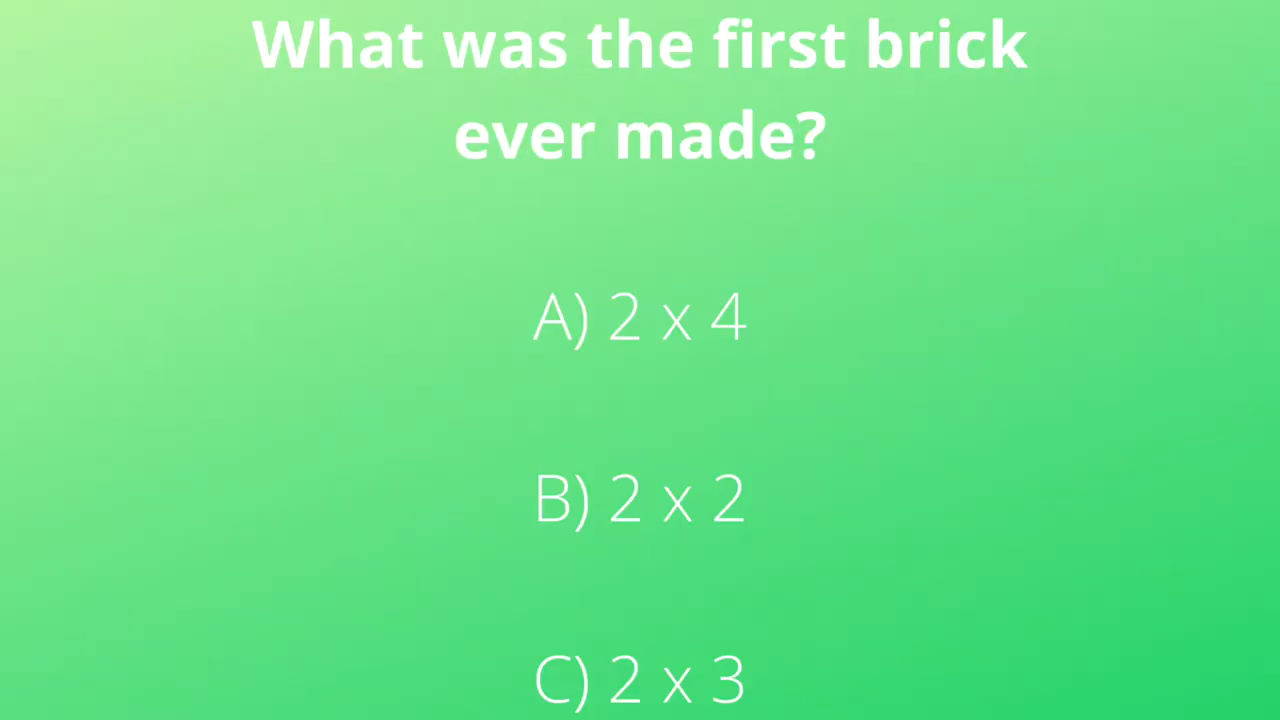 What was the first brick
ever made?
A) 2 x 4
B) 2 x 2
C) 2 x 3